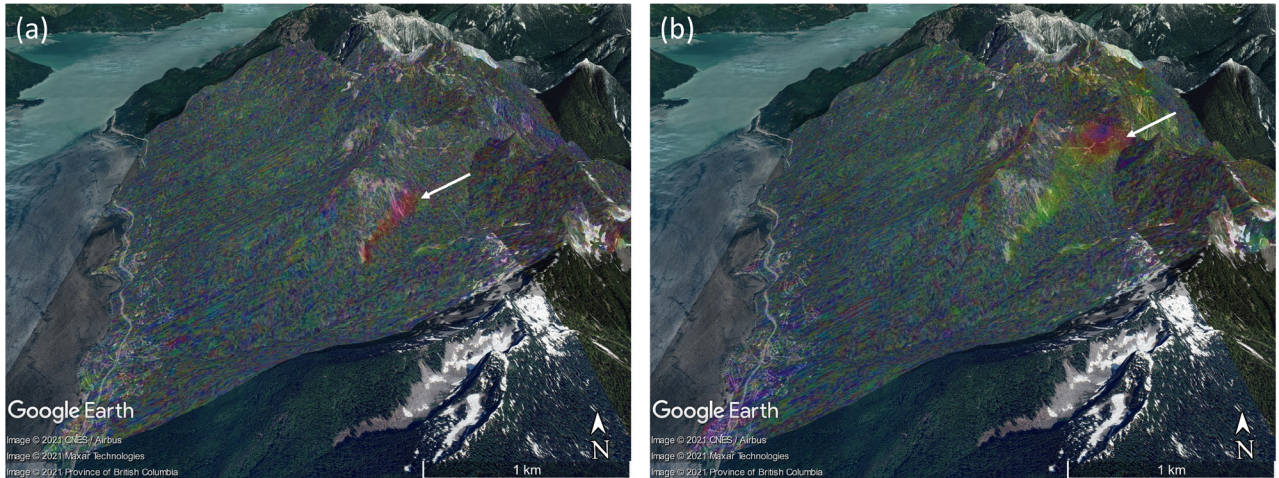 (a)
(b)
Google Earth
Image © 2021 CNES / Airbus
Image © 2021 Maxar Technologies
Image © 2021 Province of British Columbia
N
1 km
Google Earth
Image © 2021 CNES / Airbus
Image © 2021 Maxar Technologies
Image © 2021 Province of British Columbia
N
1 km